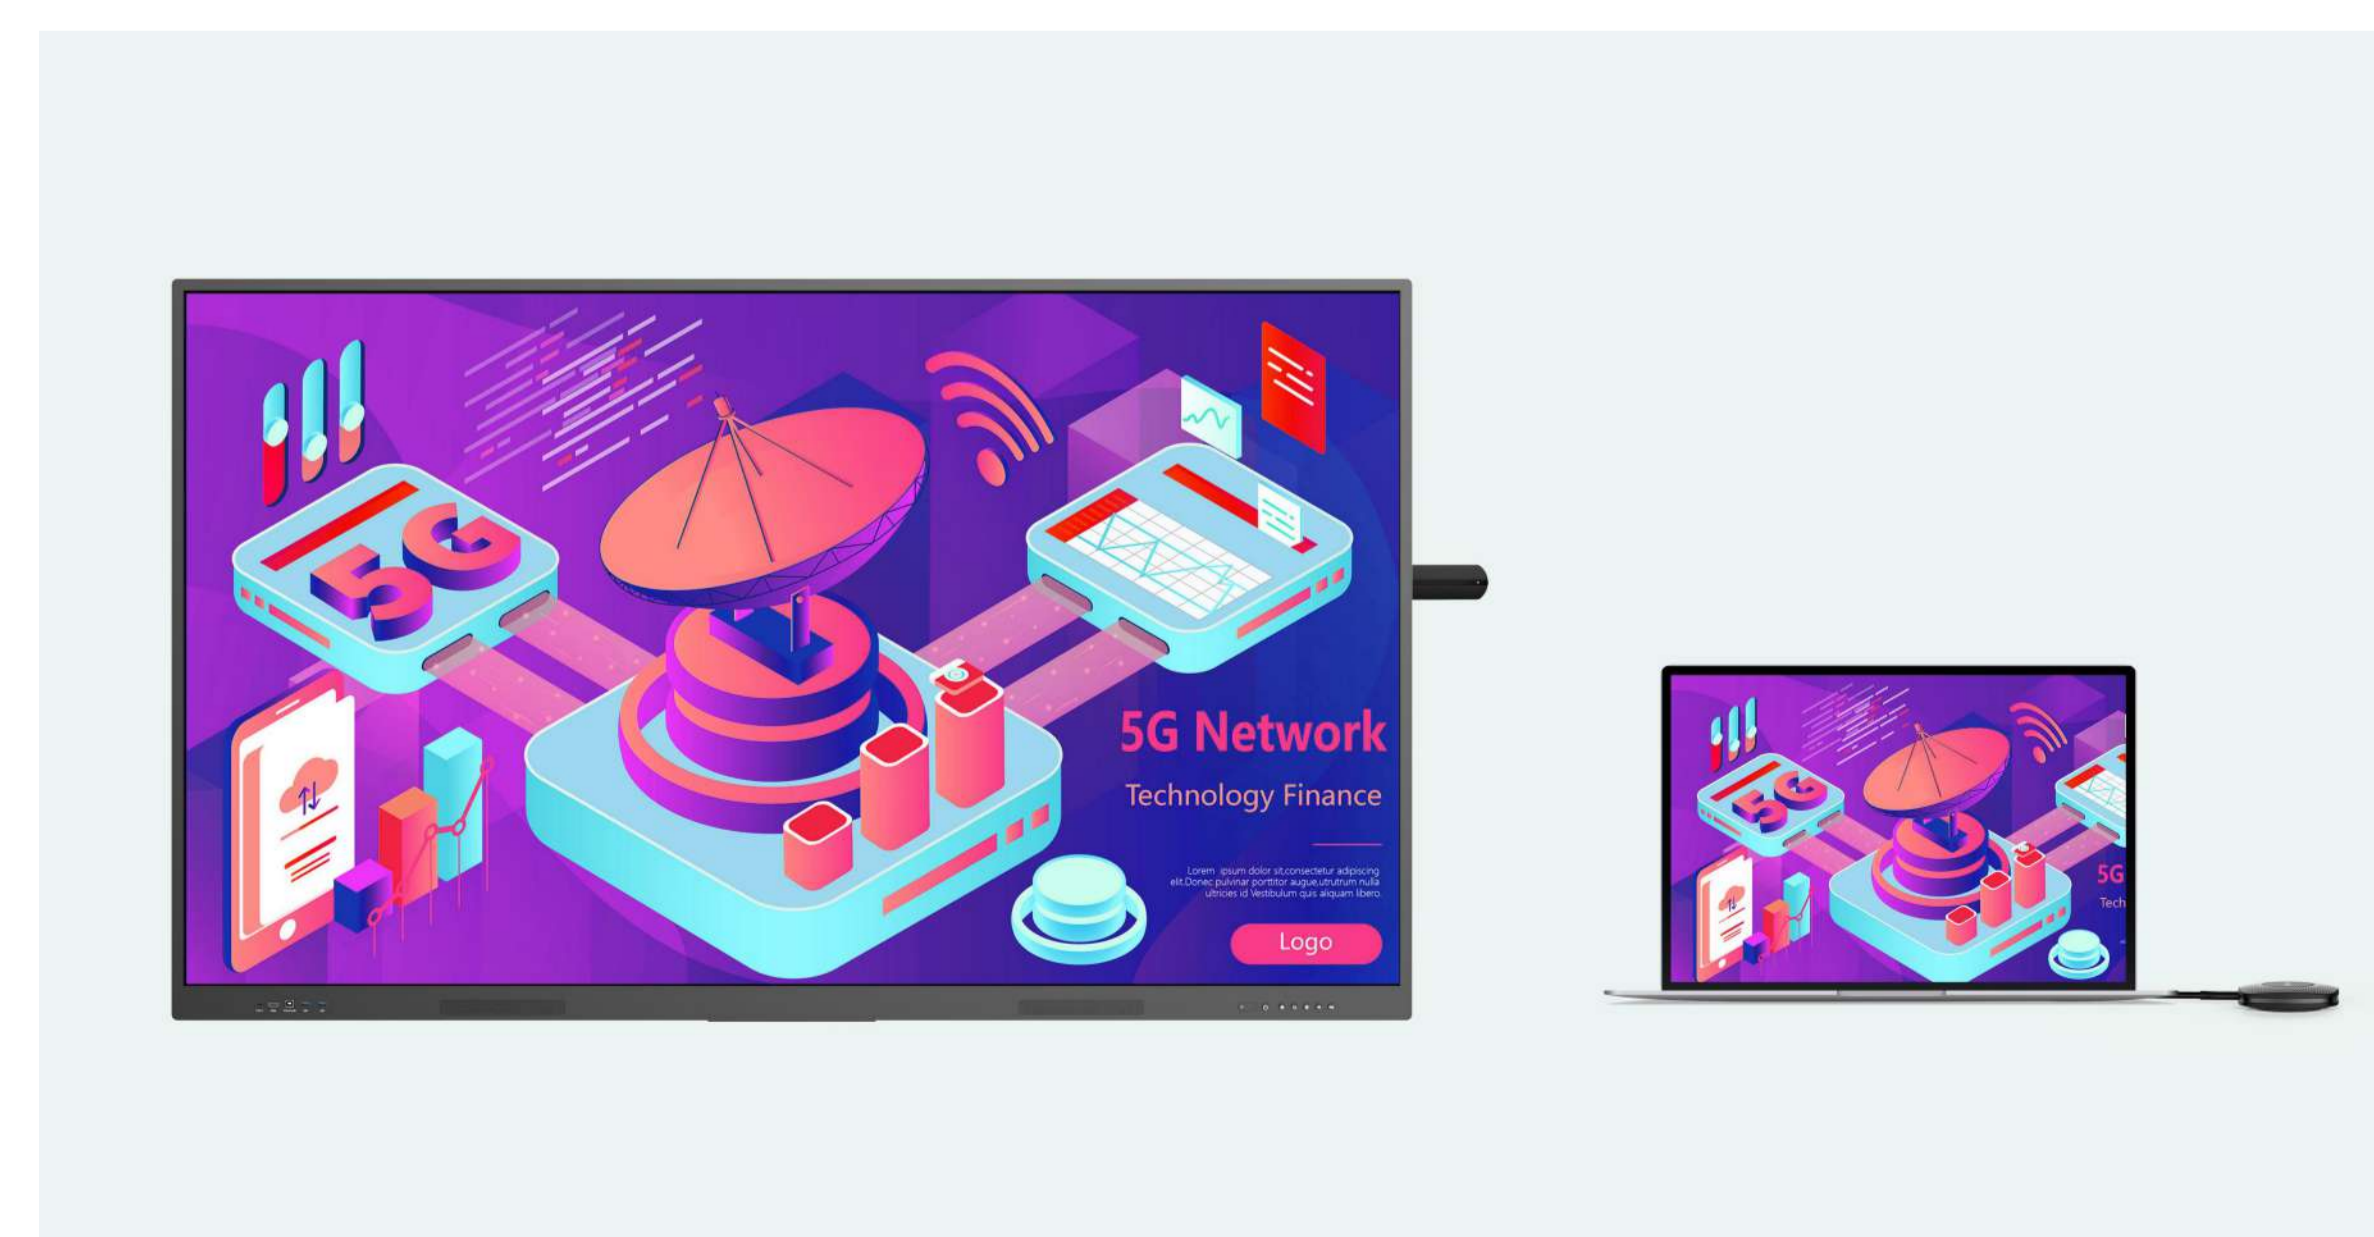 5G
5G Network
Technology Finance
Lorem ipsum dolor sit,consectetur adipiscing
elit.Donec pulvinar porttitor augue,utrutrum nulla
ultricies id Vestibulum quis aliquam libero.
Logo
5G
5G
Tech